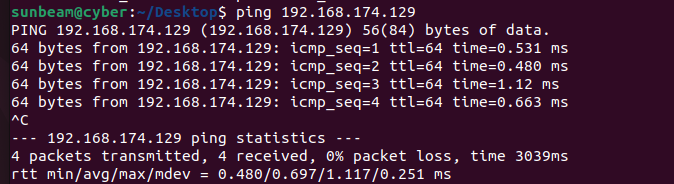 sunbeam@cyber:~/Desktop$ ping 192.168.174.129
PING 192.168.174.129 (192.168.174.129) 56(84) bytes of data.
64 bytes from 192.168.174.129: icmp_seq=1 ttl=64 time=0.531 ms
64 bytes from 192.168.174.129: icmp_seq=2 ttl=64 time=0.480 ms
64 bytes from 192.168.174.129: icmp_seq=3 ttl=64 time=1.12 ms
64 bytes from 192.168.174.129: icmp_seq=4 ttl=64 time=0.663 ms
^C
--- 192.168.174.129 ping statistics ---
4 packets transmitted, 4 received, 0% packet loss, time 3039ms
rtt min/avg/max/mdev = 0.480/0.697/1.117/0.251 ms